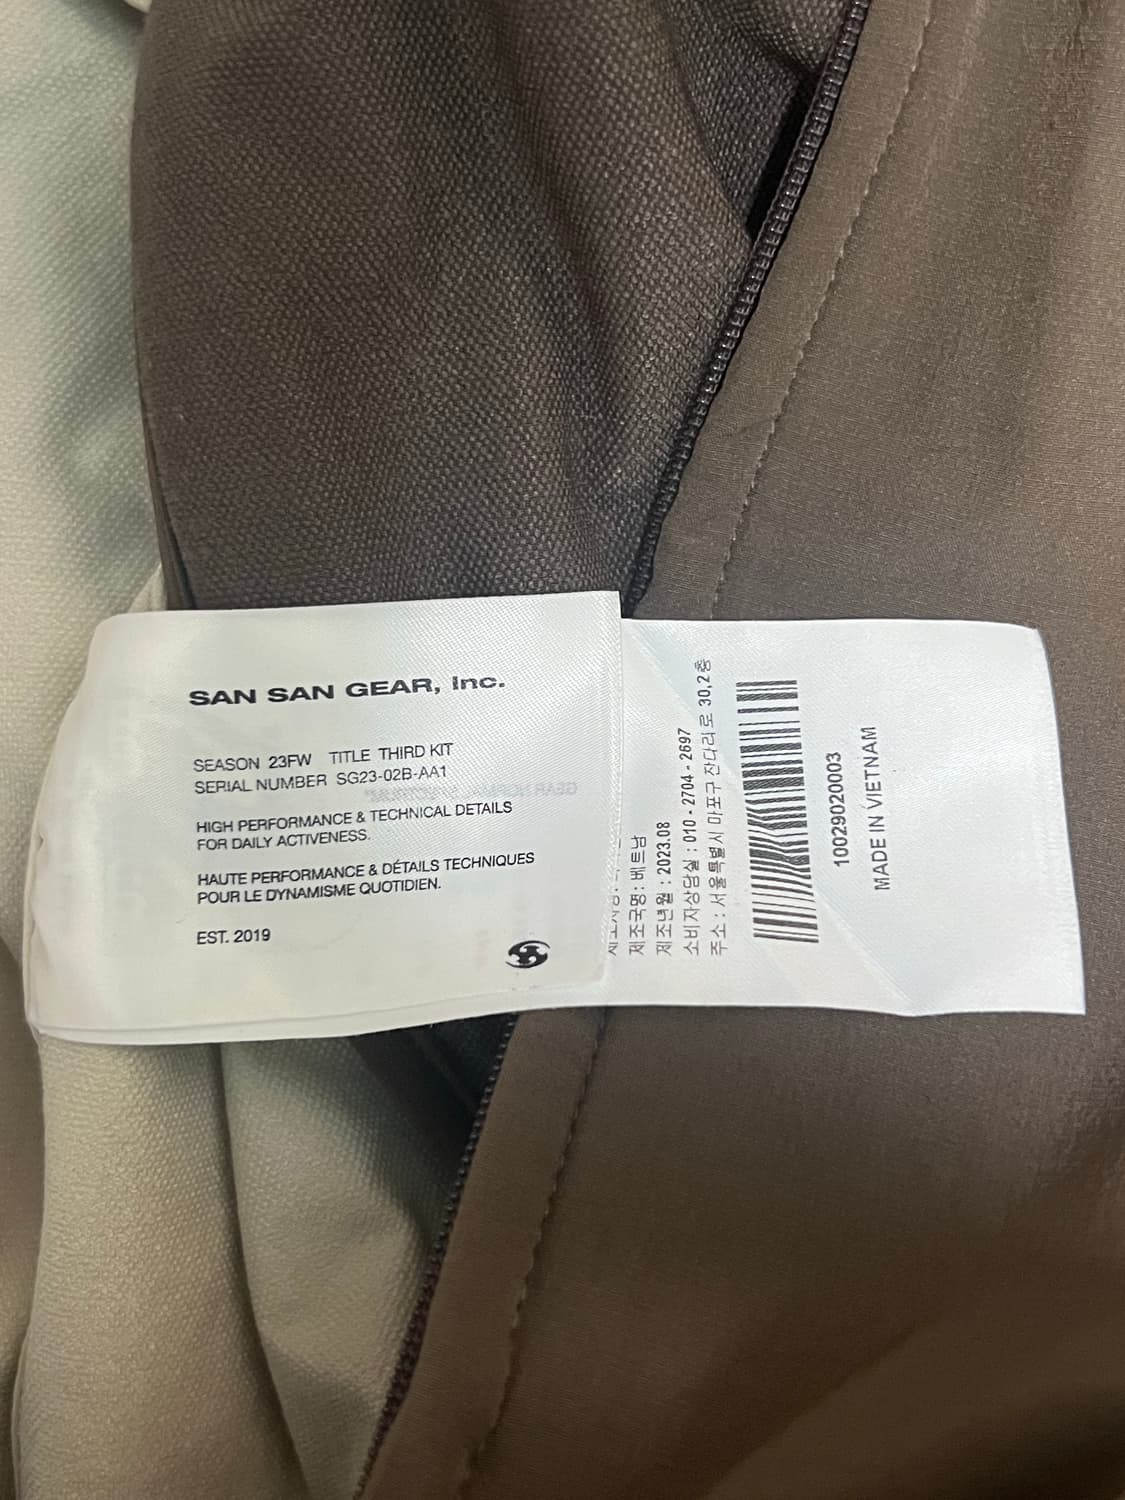 SAN SAN GEAR, Inc.
SEASON 23FW TITLE THIRD KIT
SERIAL NUMBER SG23-02B-AA1
HIGH PERFORMANCE & TECHNICAL DETAILS
FOR DAILY ACTIVENESS.
HAUTE PERFORMANCE & DÉTAILS TECHNIQUES
POUR LE DYNAMISME QUOTIDIEN.
EST. 2019
제조국명 : 베트남
제조년월 : 2023.08
소비자상담실 : 010 - 2704 - 2697
주소 : 서울특별시 마포구 잔다리로 30,2층
10029020003
MADE IN VIETNAM